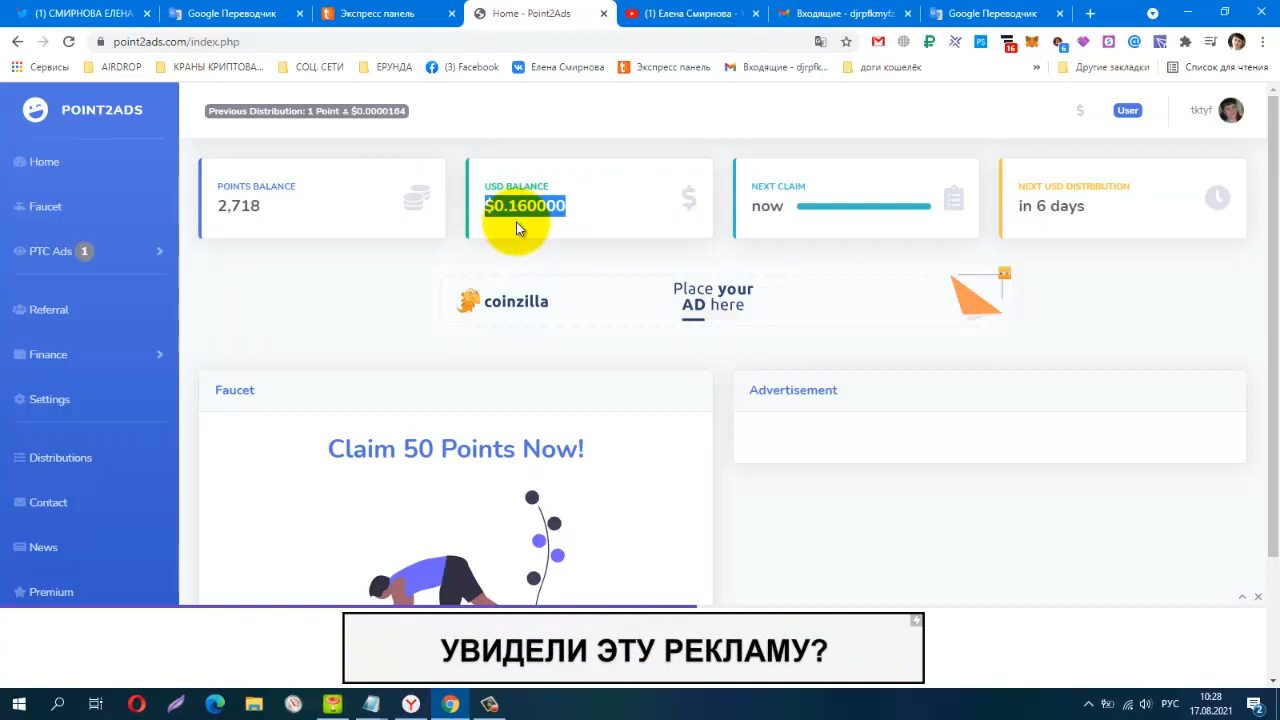 СМИРНОВА ЕЛЕНА
Google Переводчик
Экспресс панель
Home - Point2Ads
(1) Елена Смирнова -
Входящие - djrpfkmyfz
Google Переводчик
point2ads.com/index.php
16
6
Сервисы
AIRDROP
КРАНЫ КРИПТОВА...
СОЦ. СЕТИ
ЕРУНДА
(3) Facebook
Елена Смирнова
Экспресс панель
Входящие - djrpfk...
доги кошелёк
»
Другие закладки
Список для чтения
POINT2ADS
Previous Distribution: 1 Point ≛ $0.0000164
$
User
tktyf
Home
Faucet
PTC Ads 1
Referral
Finance
Settings
Distributions
Contact
News
Premium
POINTS BALANCE
2,718
USD BALANCE
$0.160000
NEXT CLAIM
now
NEXT USD DISTRIBUTION
in 6 days
coinzilla
Place your
AD here
Faucet
Claim 50 Points Now!
Advertisement
УВИДЕЛИ ЭТУ РЕКЛАМУ?
РУС
10:28
17.08.2021
2